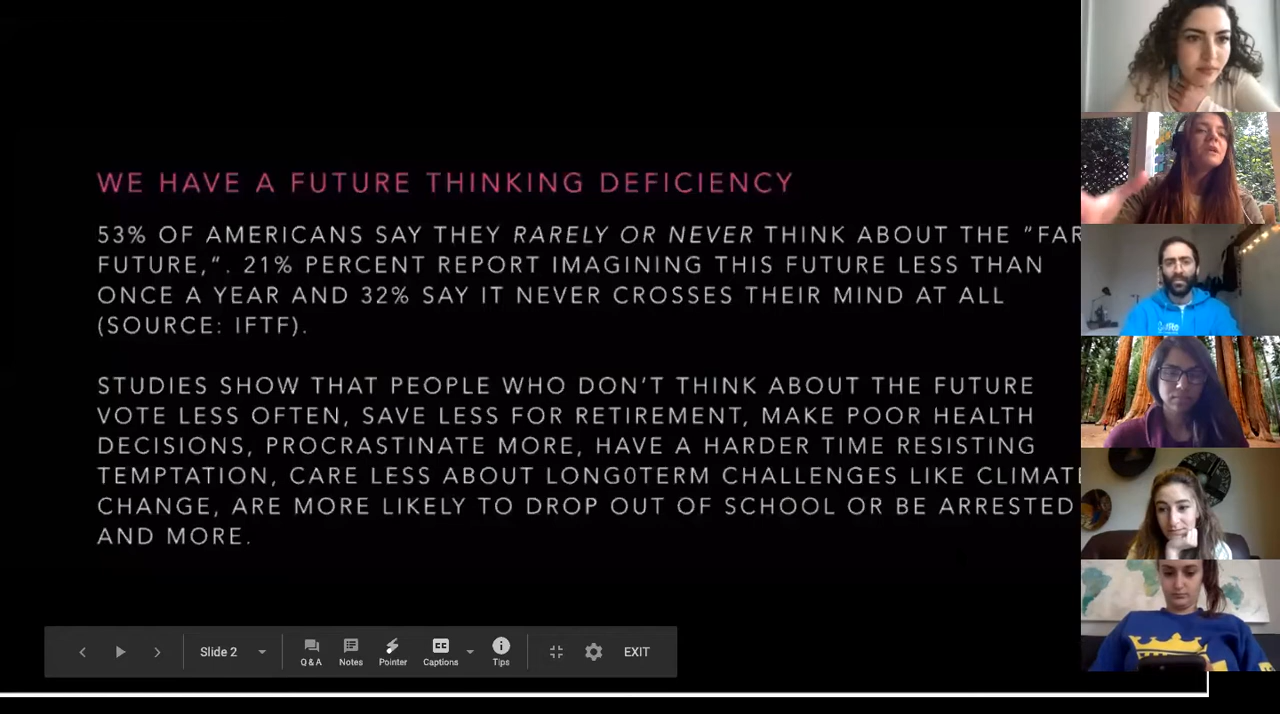 WE HAVE A FUTURE THINKING DEFICIENCY
53% OF AMERICANS SAY THEY RARELY OR NEVER THINK ABOUT THE "FAR
FUTURE,". 21% PERCENT REPORT IMAGINING THIS FUTURE LESS THAN
ONCE A YEAR AND 32% SAY IT NEVER CROSSES THEIR MIND AT ALL
(SOURCE: IFTF).
STUDIES SHOW THAT PEOPLE WHO DON'T THINK ABOUT THE FUTURE
VOTE LESS OFTEN, SAVE LESS FOR RETIREMENT, MAKE POOR HEALTH
DECISIONS, PROCRASTINATE MORE, HAVE A HARDER TIME RESISTING
TEMPTATION, CARE LESS ABOUT LONG0TERM CHALLENGES LIKE CLIMATE
CHANGE, ARE MORE LIKELY TO DROP OUT OF SCHOOL OR BE ARRESTED
AND MORE.
Slide 2 Q & A Notes Pointer CC Captions Tips EXIT